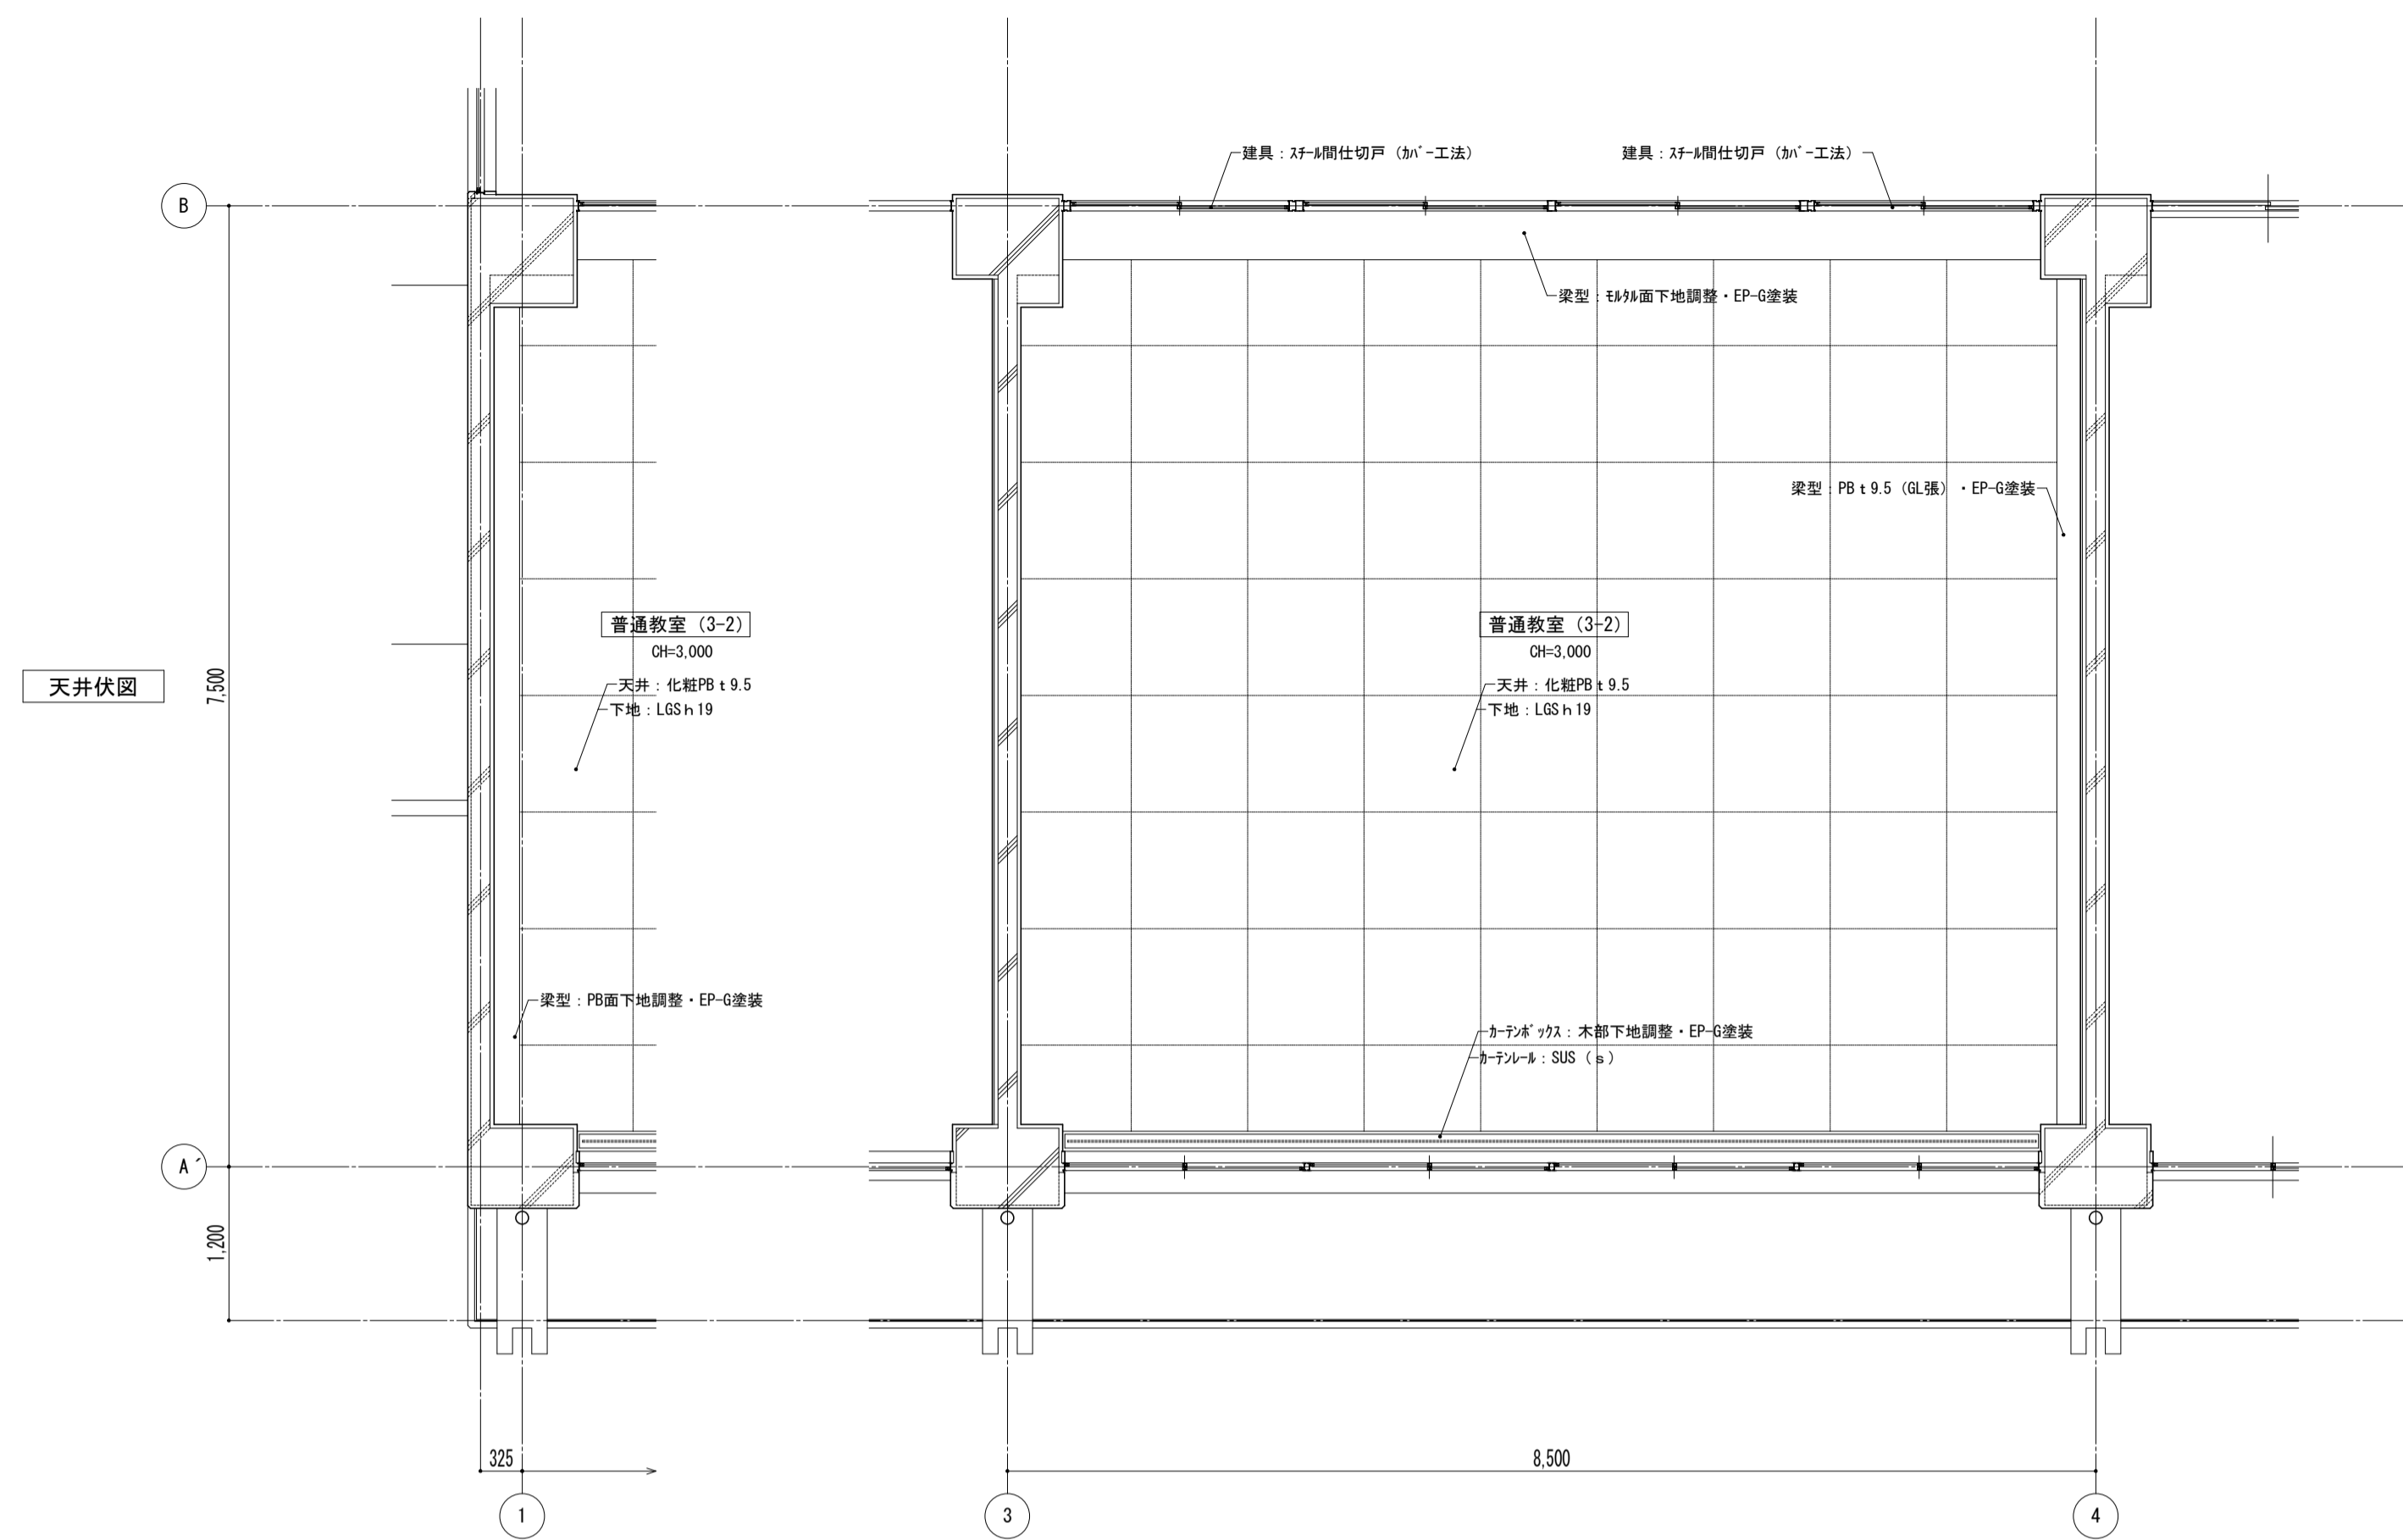 建具：ｽﾁｰﾙ間仕切戸（ｶﾊﾞｰ工法）
建具：ｽﾁｰﾙ間仕切戸（ｶﾊﾞｰ工法）
B
梁型：ﾓﾙﾀﾙ面下地調整・EP-G塗装
梁型：PBｔ9.5（GL張）・EP-G塗装
普通教室（3-2）
CH=3,000
天井：化粧PBｔ9.5
下地：LGSｈ19
普通教室（3-2）
CH=3,000
天井：化粧PBｔ9.5
下地：LGSｈ19
天井伏図
7,500
梁型：PB面下地調整・EP-G塗装
ｶｰﾃﾝﾎﾞｯｸｽ：木部下地調整・EP-G塗装
ｶｰﾃﾝﾚｰﾙ：SUS（ｓ）
A´
1,200
325
8,500
1
3
4